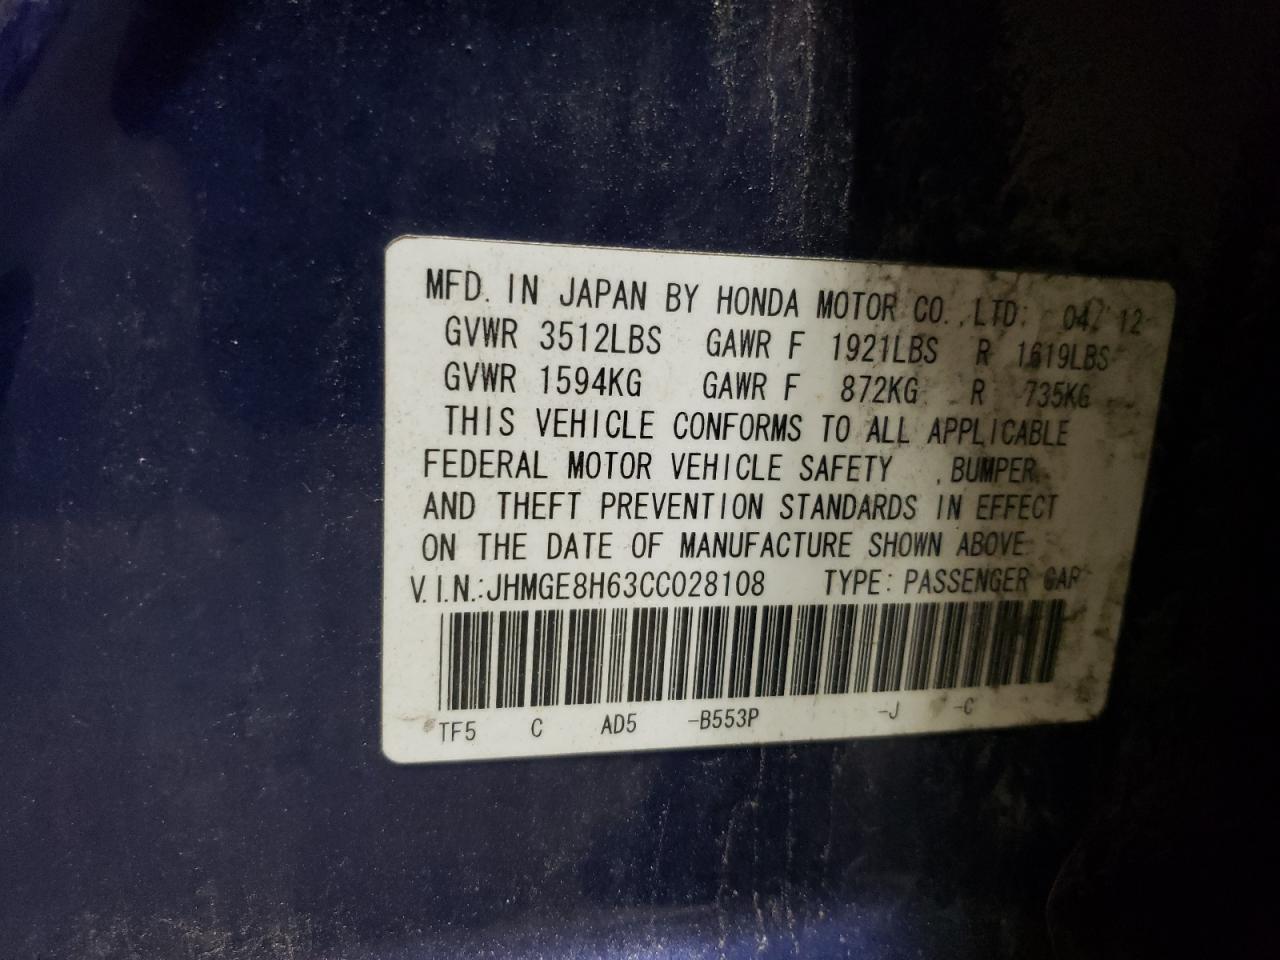 MFD. IN JAPAN BY HONDA MOTOR CO.,LTD. 04/12
GVWR 3512LBS GAWR F 1921LBS R 1619LBS
GVWR 1594KG GAWR F 872KG R 735KG
THIS VEHICLE CONFORMS TO ALL APPLICABLE
FEDERAL MOTOR VEHICLE SAFETY , BUMPER
AND THEFT PREVENTION STANDARDS IN EFFECT
ON THE DATE OF MANUFACTURE SHOWN ABOVE
V.I.N.:JHMGE8H63CC028108 TYPE: PASSENGER CAR
TF5 C AD5 -B553P -J -C